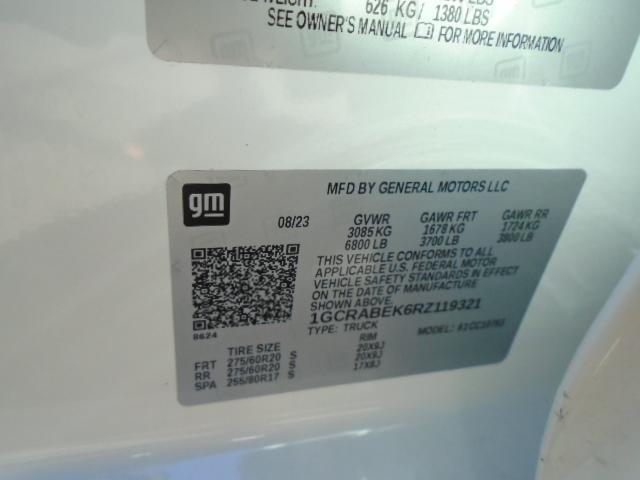 WEIGHT: 626 KG/ 1380 LBS
SEE OWNER'S MANUAL FOR MORE INFORMATION
gm
MFD BY GENERAL MOTORS LLC
08/23 GVWR GAWR FRT GAWR RR
3085 KG 1678 KG 1724 KG
6800 LB 3700 LB 3800 LB
THIS VEHICLE CONFORMS TO ALL
APPLICABLE U.S. FEDERAL MOTOR
VEHICLE SAFETY STANDARDS IN EFFECT
ON THE DATE OF MANUFACTURE
SHOWN ABOVE.
1GCRABEK6RZ119321
8624
TYPE: TRUCK MODEL:
TIRE SIZE RIM
FRT 275/60R20 S 20X9J
RR 275/60R20 S 20X9J
SPA 255/80R17 S 17X8J